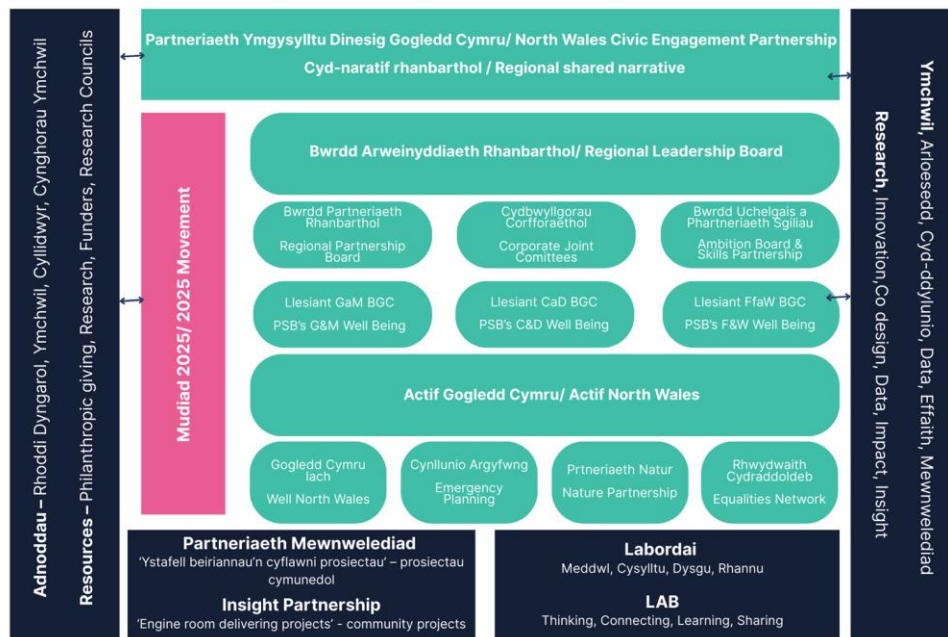 Adnoddau – Rhoddi Dyngarol, Ymchwil, Cyllidwyr, Cynghorau Ymchwil
Resources – Philanthropic giving, Research, Funders, Research Councils
Partneriaeth Ymgysylltu Dinesig Gogledd Cymru/ North Wales Civic Engagement Partnership
Cyd-naratif rhanbarthol / Regional shared narrative
Mudiad 2025/ 2025 Movement
Bwrdd Arweinyddiaeth Rhanbarthol/ Regional Leadership Board
Bwrdd Partneriaeth
Rhanbarthol
Regional Partnership
Board
Cydbwyllgorau
Corfforaethol
Corporate Joint
Comittees
Bwrdd Uchelgais a
Phartneriaeth Sgiliau
Ambition Board &
Skills Partnership
Llesiant GaM BGC
PSB's G&M Well Being
Llesiant CaD BGC
PSB's C&D Well Being
Llesiant FfaW BGC
PSB's F&W Well Being
Actif Gogledd Cymru/ Actif North Wales
Gogledd Cymru
Iach
Well North Wales
Cynllunio Argyfwng
Emergency
Planning
Prtneriaeth Natur
Nature Partnership
Rhwydwaith
Cydraddoldeb
Equalities Network
Partneriaeth Mewnwelediad
'Ystafell beiriannau'n cyflawni prosiectau' – prosiectau
cymunedol
Insight Partnership
'Engine room delivering projects' - community projects
Labordai
Meddwl, Cysylltu, Dysgu, Rhannu
LAB
Thinking, Connecting, Learning, Sharing
Ymchwil, Arloesedd, Cyd-ddylunio, Data, Effaith, Mewnwelediad
Research, Innovation,Co design, Data, Impact, Insight